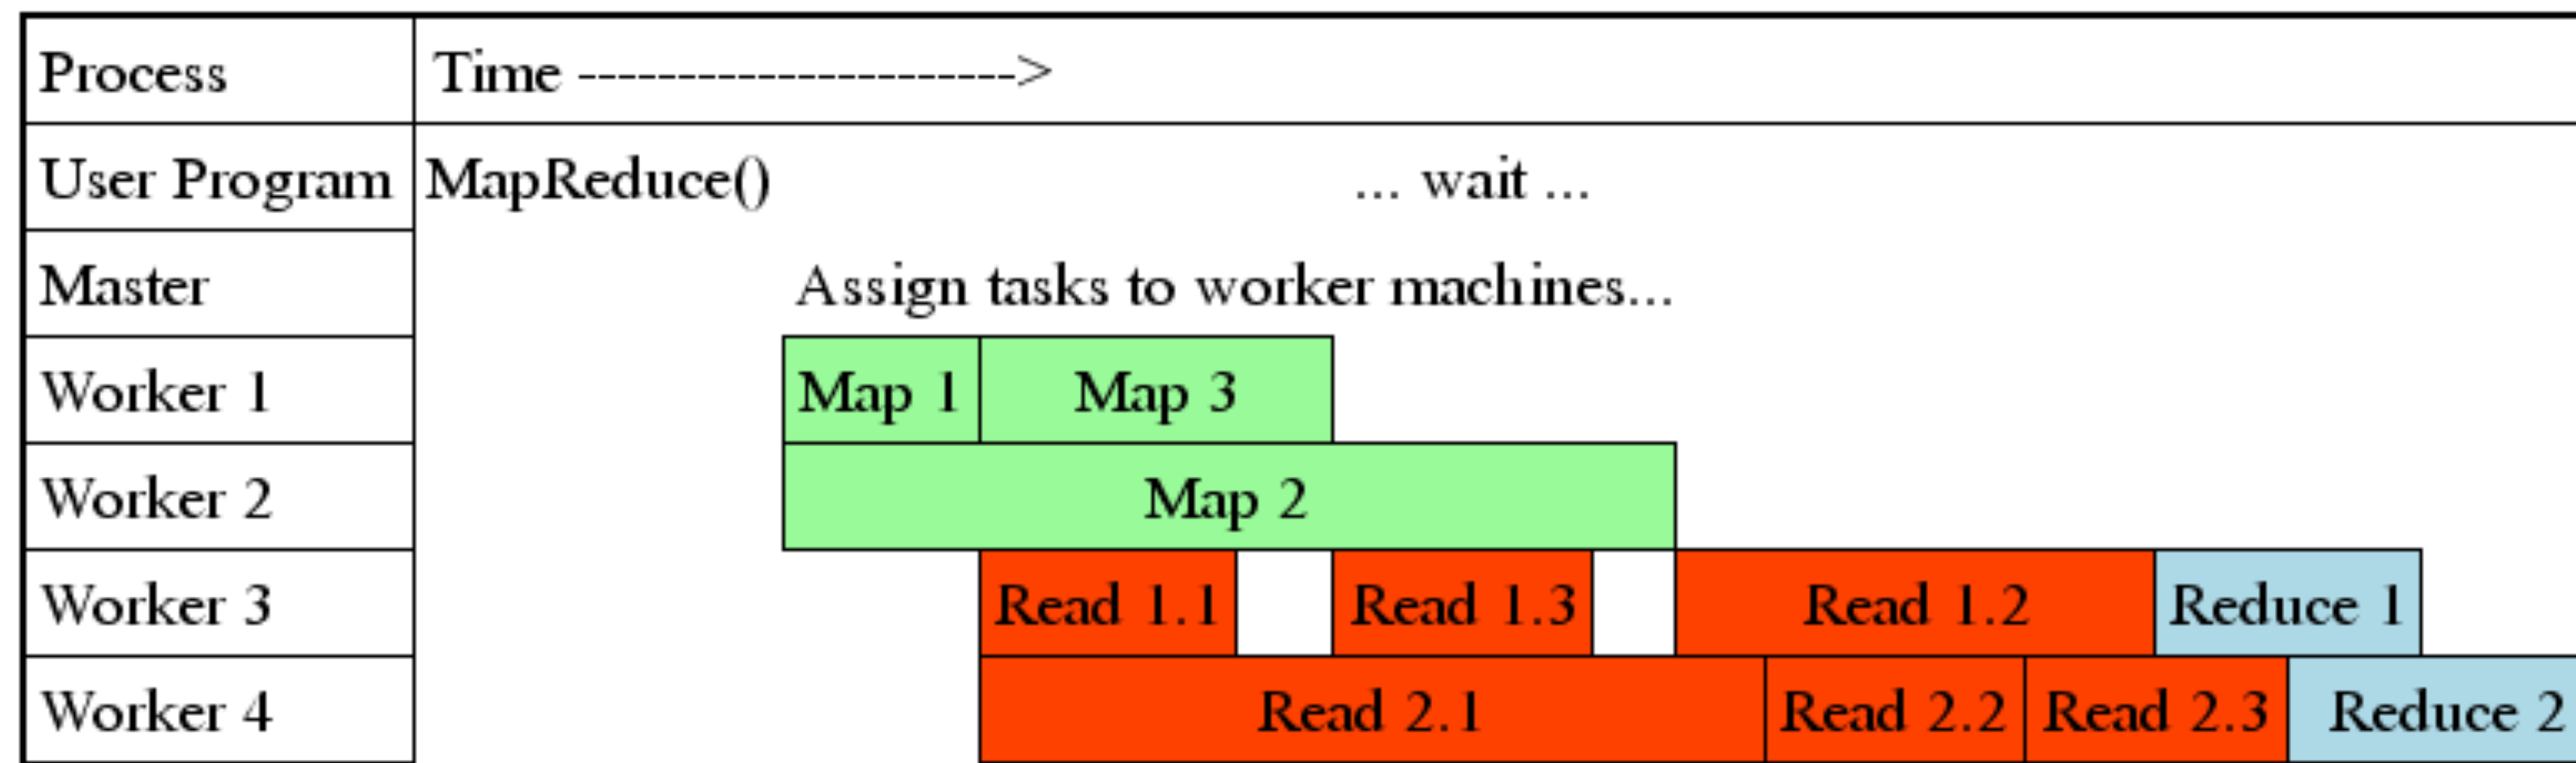 Process Time ---------------------->
User Program MapReduce() ... wait ...
Master Assign tasks to worker machines...
Worker 1 Map 1 Map 3
Worker 2 Map 2
Worker 3 Read 1.1 Read 1.3 Read 1.2 Reduce 1
Worker 4 Read 2.1 Read 2.2 Read 2.3 Reduce 2